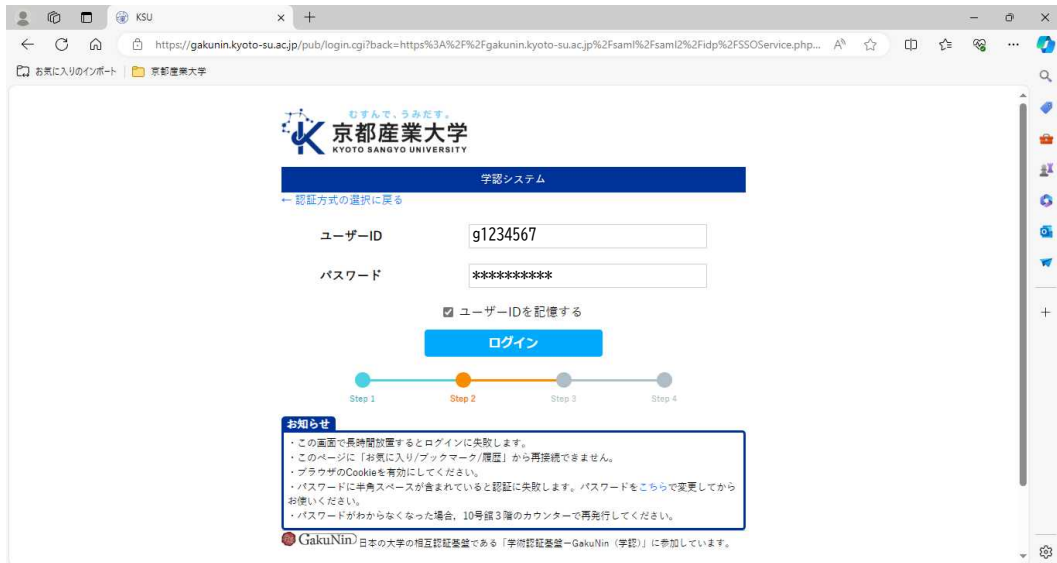 KSU
https://gakunin.kyoto-su.ac.jp/pub/login.cgi?back=https%3A%2F%2Fgakunin.kyoto-su.ac.jp%2Fsaml%2Fsaml2%2Fidp%2FSSOService.php...
お気に入りのインポート 京都産業大学
むすんで、うみだす。
京都産業大学
KYOTO SANGYO UNIVERSITY
学認システム
← 認証方式の選択に戻る
ユーザーID g1234567
パスワード **********
ユーザーIDを記憶する
ログイン
Step 1 Step 2 Step 3 Step 4
お知らせ
・この画面で長時間放置するとログインに失敗します。
・このページに「お気に入り/ブックマーク/履歴」から再接続できません。
・ブラウザのCookieを有効にしてください。
・パスワードに半角スペースが含まれていると認証に失敗します。パスワードをこちらで変更してから
お使いください。
・パスワードがわからなくなった場合，10号館３階のカウンターで再発行してください。
GakuNin 日本の大学の相互認証基盤である「学術認証基盤－GakuNin（学認）」に参加しています。